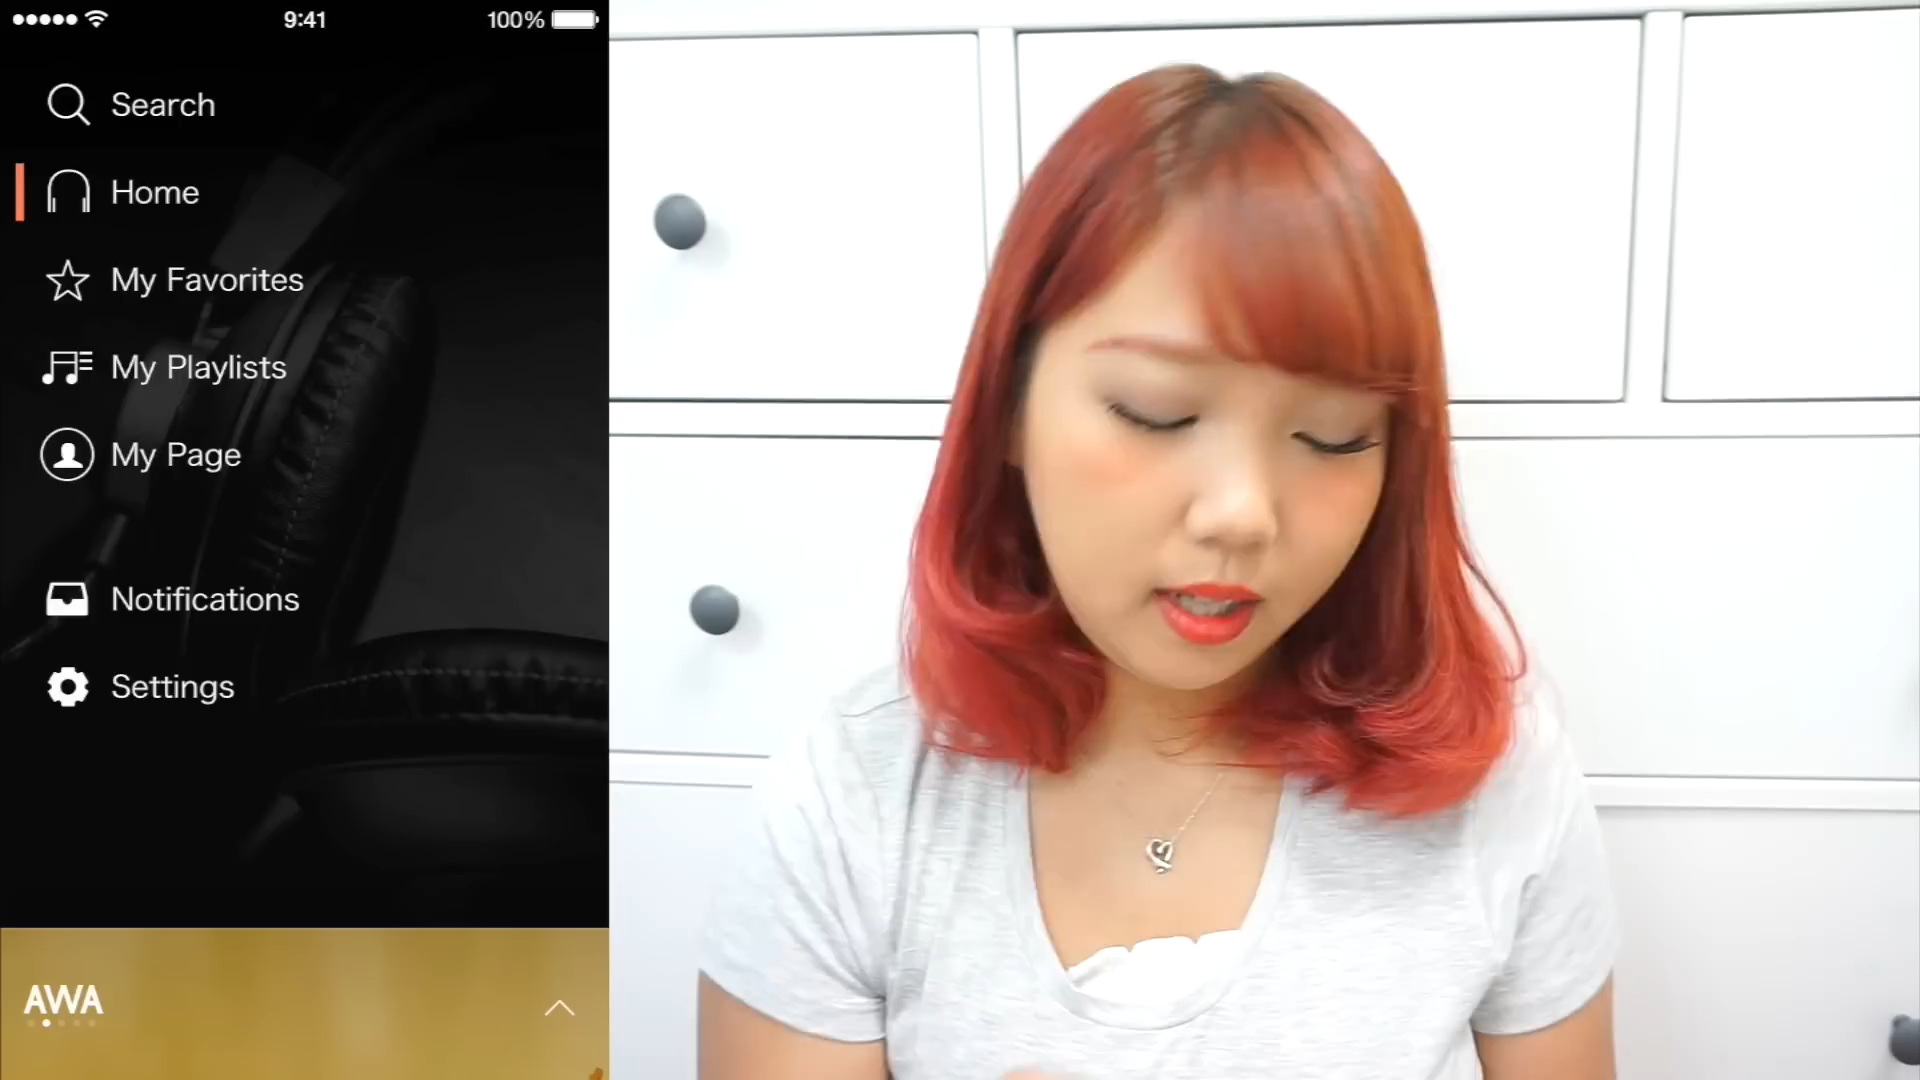 9:41
100%
Search
Home
My Favorites
My Playlists
My Page
Notifications
Settings
AWA